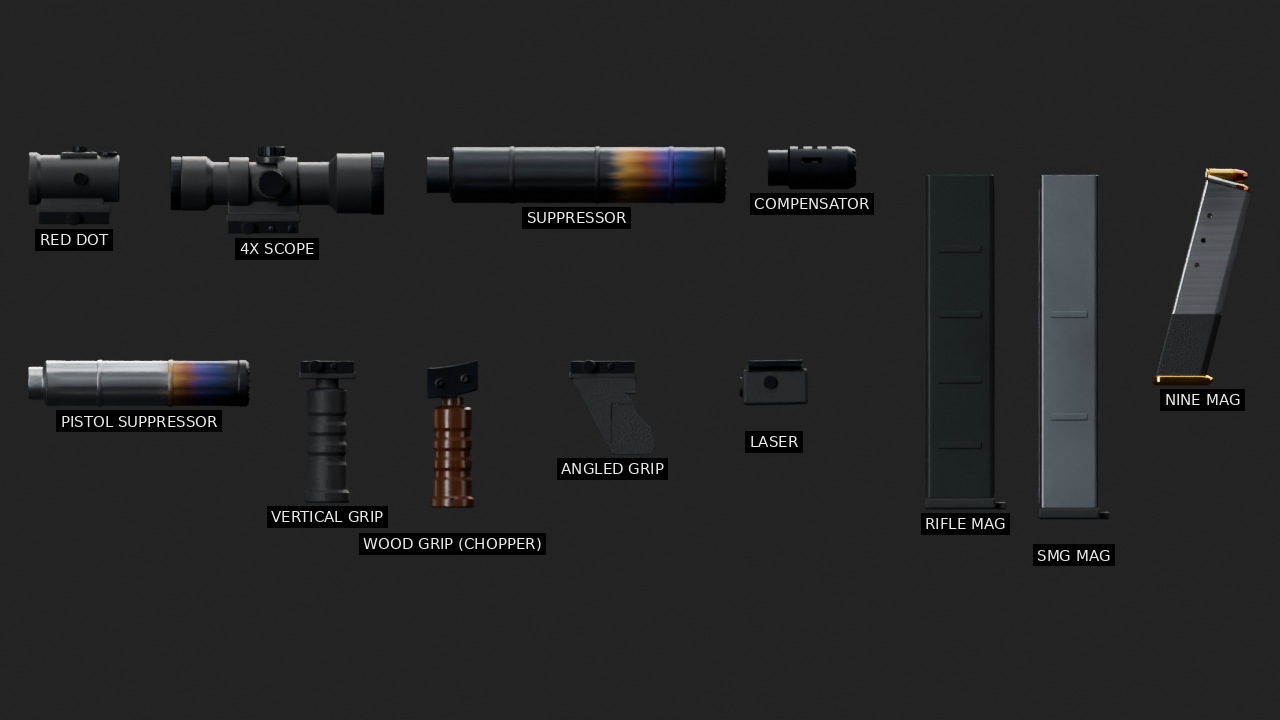 RED DOT
4X SCOPE
SUPPRESSOR
COMPENSATOR
PISTOL SUPPRESSOR
VERTICAL GRIP
WOOD GRIP (CHOPPER)
ANGLED GRIP
LASER
RIFLE MAG
SMG MAG
NINE MAG